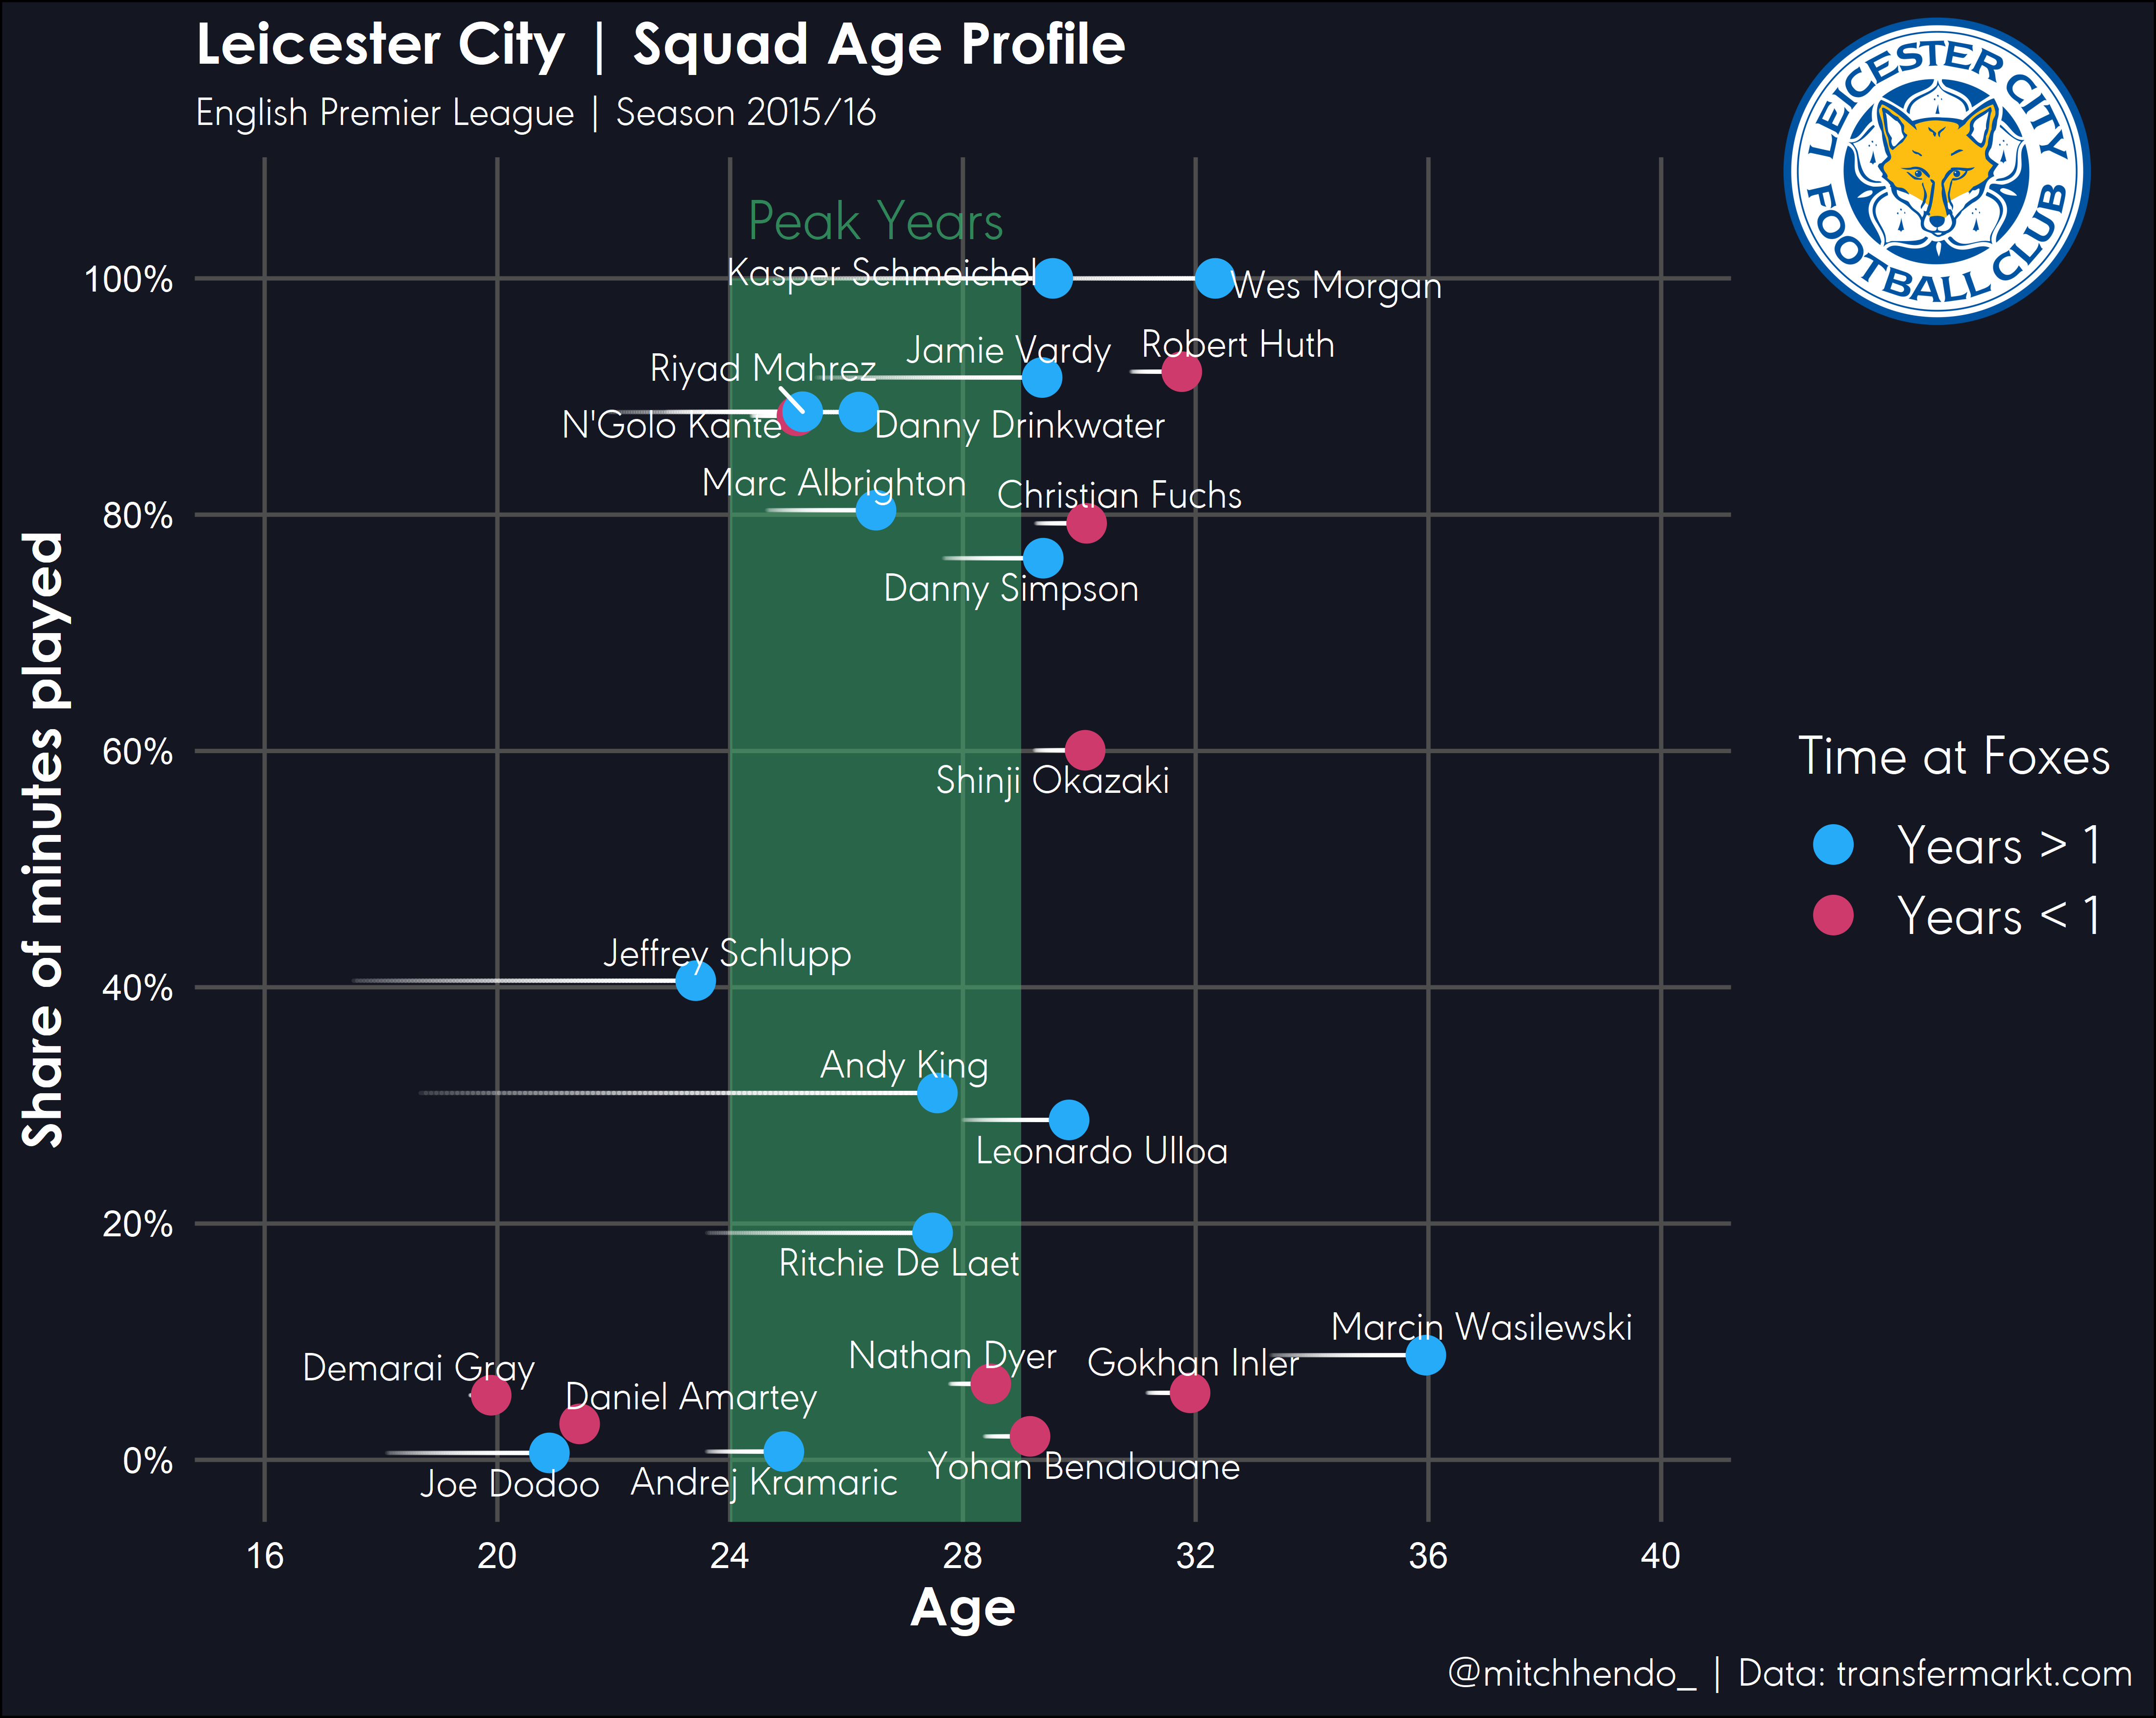 Leicester City | Squad Age Profile
English Premier League | Season 2015/16
LEICESTER CITY
FOOTBALL CLUB
Peak Years
Kasper Schmeichel
Wes Morgan
Jamie Vardy
Robert Huth
Riyad Mahrez
N'Golo Kante
Danny Drinkwater
Marc Albrighton
Christian Fuchs
Danny Simpson
Shinji Okazaki
Jeffrey Schlupp
Andy King
Leonardo Ulloa
Ritchie De Laet
Marcin Wasilewski
Nathan Dyer
Gokhan Inler
Demarai Gray
Daniel Amartey
Yohan Benalouane
Joe Dodoo
Andrej Kramaric
100%
80%
60%
40%
20%
0%
Share of minutes played
16 20 24 28 32 36 40
Age
Time at Foxes
Years > 1
Years < 1
@mitchhendo_ | Data: transfermarkt.com